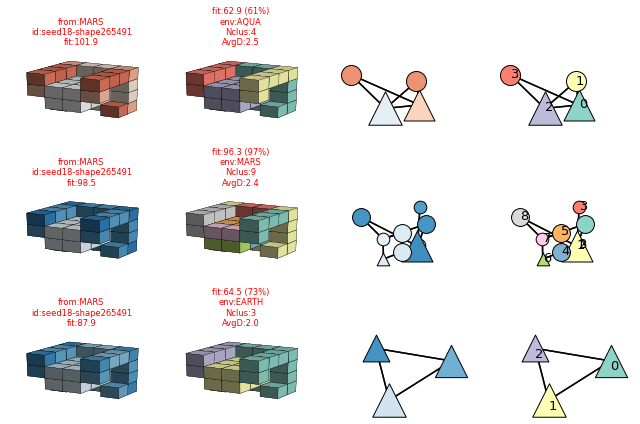 from:MARS
id:seed18-shape265491
fit:101.9
fit:62.9 (61%)
env:AQUA
Nclus:4
AvgD:2.5
3
1
2
0
from:MARS
id:seed18-shape265491
fit:98.5
fit:96.3 (97%)
env:MARS
Nclus:9
AvgD:2.4
3
8
5
4
6
from:MARS
id:seed18-shape265491
fit:87.9
fit:64.5 (73%)
env:EARTH
Nclus:3
AvgD:2.0
2
0
1